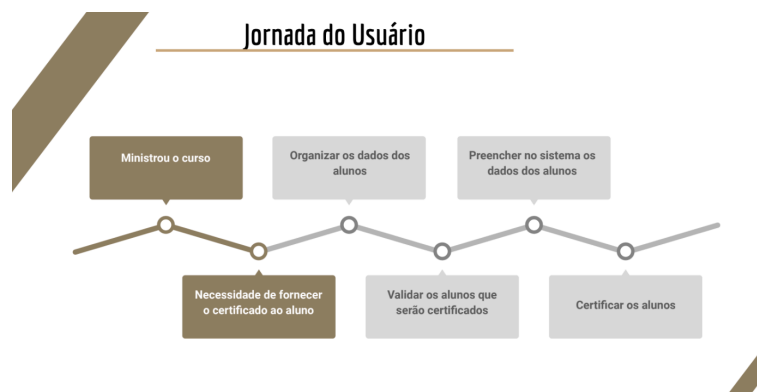 Jornada do Usuário
Ministrou o curso
Organizar os dados dos
alunos
Preencher no sistema os
dados dos alunos
Necessidade de fornecer
o certificado ao aluno
Validar os alunos que
serão certificados
Certificar os alunos